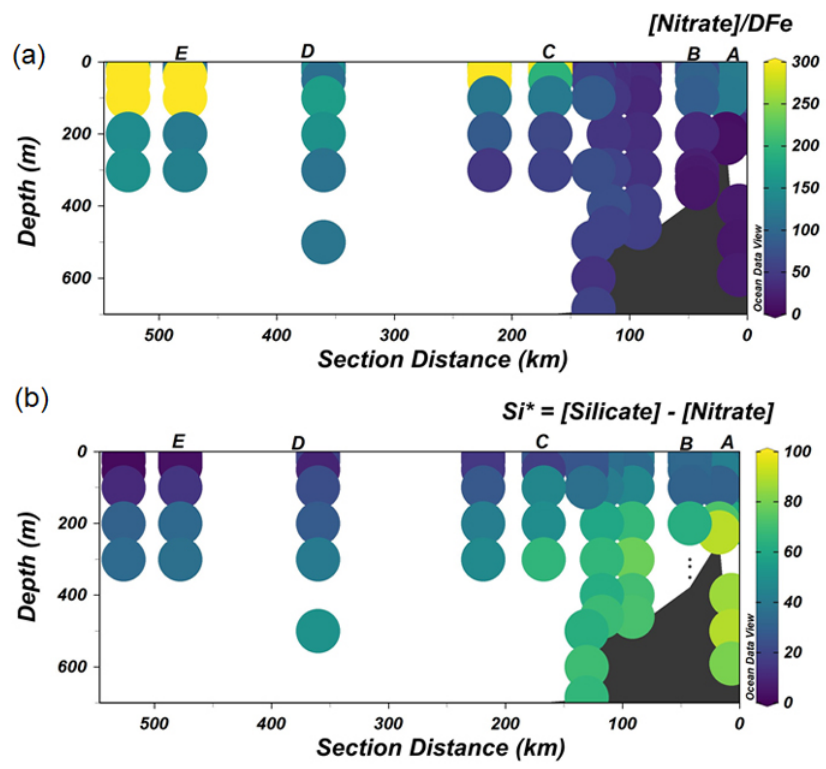 [Nitrate]/DFe
(a)
E D C B A
0
200
400
600
Depth (m)
500 400 300 200 100 0
Section Distance (km)
300
250
200
150
100
50
0
Ocean Data View
(b)
Si* = [Silicate] - [Nitrate]
E D C B A
0
200
400
600
Depth (m)
500 400 300 200 100 0
Section Distance (km)
100
80
60
40
20
0
Ocean Data View